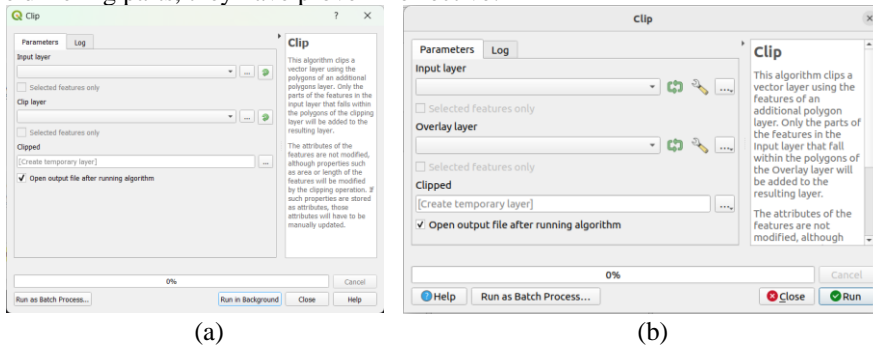 Clip
?
Parameters
Log
Input layer
...
Selected features only
Clip layer
...
Selected features only
Clipped
[Create temporary layer]
...
Open output file after running algorithm
Clip
This algorithm clips a
vector layer using the
polygons of an additional
polygons layer. Only the
parts of the features in the
input layer that falls within
the polygons of the clipping
layer will be added to the
resulting layer.
The attributes of the
features are not modified,
although properties such
as area or length of the
features will be modified
by the clipping operation. If
such properties are stored
as attributes, those
attributes will have to be
manually updated.
0%
Cancel
Run as Batch Process...
Run in Background
Close
Help
(a)
Clip
Parameters
Log
Input layer
...
Selected features only
Overlay layer
...
Selected features only
Clipped
[Create temporary layer]
...
Open output file after running algorithm
Clip
This algorithm clips a
vector layer using the
features of an
additional polygon
layer. Only the parts of
the features in the
Input layer that fall
within the polygons of
the Overlay layer will
be added to the
resulting layer.
The attributes of the
features are not
modified, although
0%
Cancel
Help
Run as Batch Process...
Close
Run
(b)